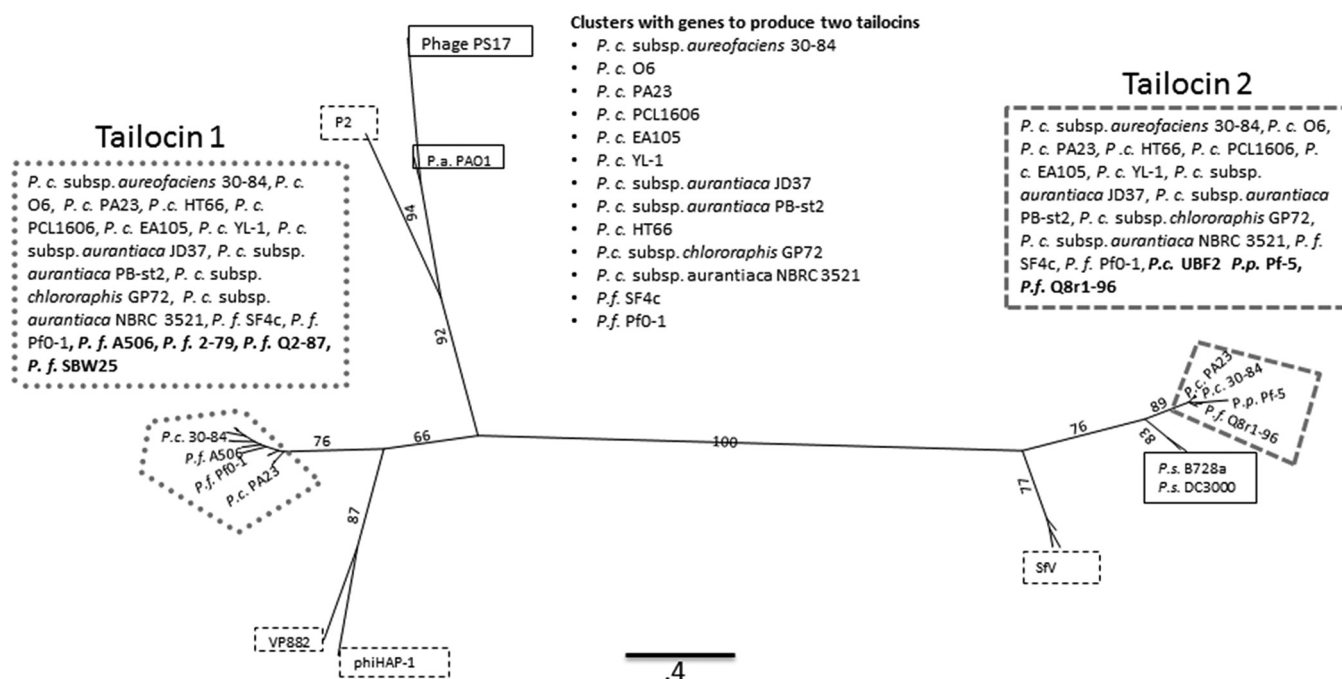 Clusters with genes to produce two tailocins
• P. c. subsp. aureofaciens 30-84
• P. c. O6
• P. c. PA23
• P. c. PCL1606
• P. c. EA105
• P. c. YL-1
• P. c. subsp. aurantiaca JD37
• P. c. subsp. aurantiaca PB-st2
• P. c. HT66
• P.c. subsp. chlororaphis GP72
• P. c. subsp. aurantiaca NBRC 3521
• P.f. SF4c
• P.f. Pf0-1
Phage PS17
P2
P.a. PAO1
94
92
Tailocin 1
P. c. subsp. aureofaciens 30-84, P. c.
O6, P. c. PA23, P .c. HT66, P. c.
PCL1606, P. c. EA105, P. c. YL-1, P. c.
subsp. aurantiaca JD37, P. c. subsp.
aurantiaca PB-st2, P. c. subsp.
chlororaphis GP72, P. c. subsp.
aurantiaca NBRC 3521, P. f. SF4c, P. f.
Pf0-1, P. f. A506, P. f. 2-79, P. f. Q2-87,
P. f. SBW25
Tailocin 2
P. c. subsp. aureofaciens 30-84, P. c. O6,
P. c. PA23, P .c. HT66, P. c. PCL1606, P.
c. EA105, P. c. YL-1, P. c. subsp.
aurantiaca JD37, P. c. subsp. aurantiaca
PB-st2, P. c. subsp. chlororaphis GP72,
P. c. subsp. aurantiaca NBRC 3521, P. f.
SF4c, P. f. Pf0-1, P.c. UBF2 P.p. Pf-5,
P.f. Q8r1-96
P.c. 30-84
P.f. A506
P.f. Pf0-1
P.c. PA23
76
66
100
87
VP882
phiHAP-1
76
89
83
77
P.c. PA23
P.c. 30-84
P.p. Pf-5
P.f. Q8r1-96
P.s. B728a
P.s. DC3000
SfV
.4